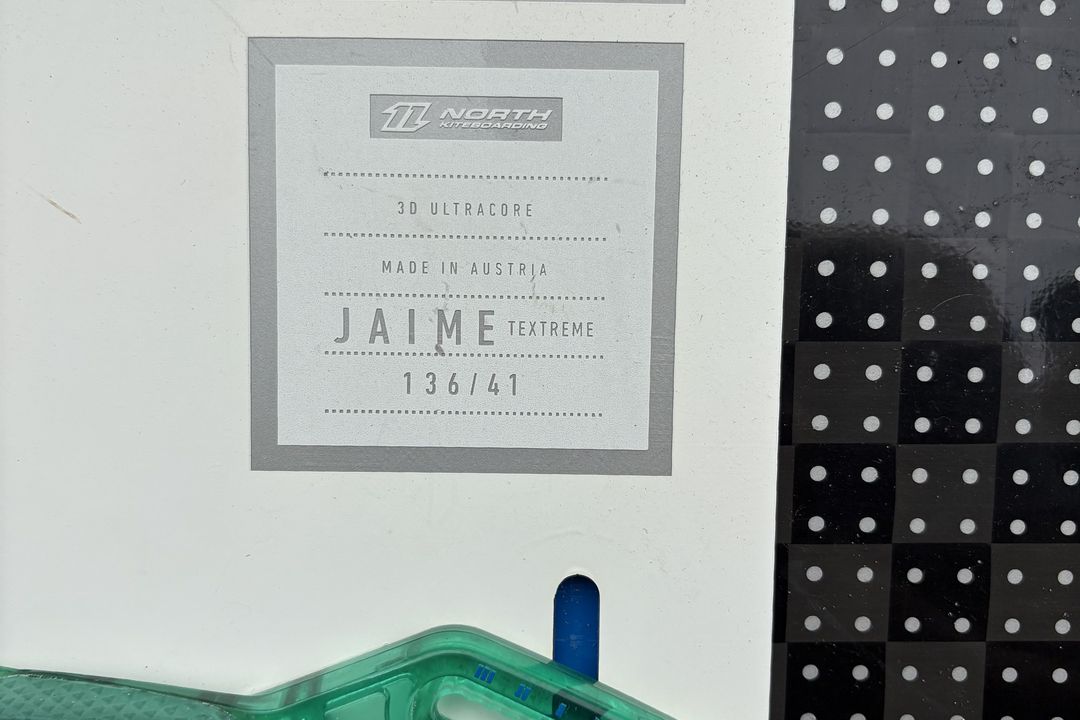 NORTH
KITEBOARDING
3D ULTRACORE
MADE IN AUSTRIA
JAIME TEXTREME
136/41